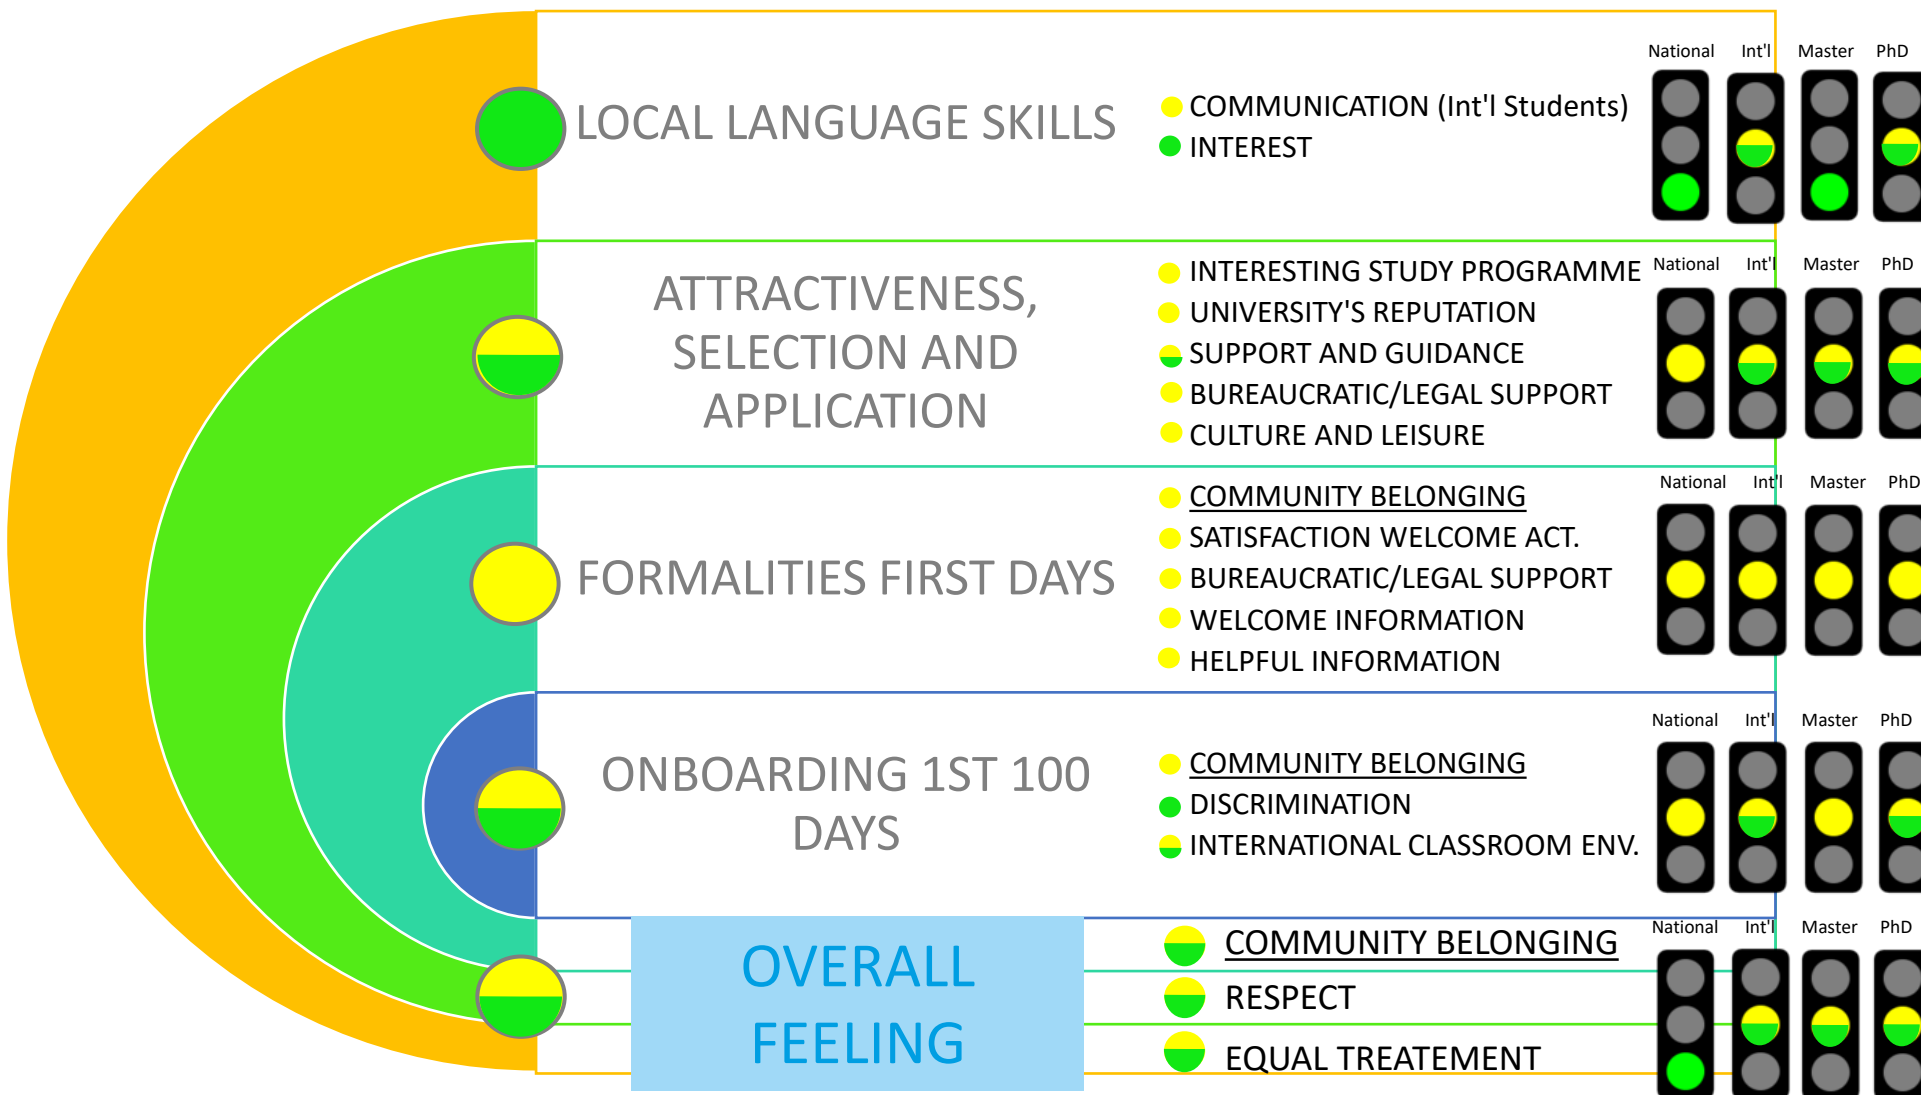 National Int'l Master PhD
LOCAL LANGUAGE SKILLS
COMMUNICATION (Int'l Students)
INTEREST
National Int'l Master PhD
ATTRACTIVENESS,
SELECTION AND
APPLICATION
INTERESTING STUDY PROGRAMME
UNIVERSITY'S REPUTATION
SUPPORT AND GUIDANCE
BUREAUCRATIC/LEGAL SUPPORT
CULTURE AND LEISURE
National Int'l Master PhD
FORMALITIES FIRST DAYS
COMMUNITY BELONGING
SATISFACTION WELCOME ACT.
BUREAUCRATIC/LEGAL SUPPORT
WELCOME INFORMATION
HELPFUL INFORMATION
National Int'l Master PhD
ONBOARDING 1ST 100
DAYS
COMMUNITY BELONGING
DISCRIMINATION
INTERNATIONAL CLASSROOM ENV.
National Int'l Master PhD
OVERALL
FEELING
COMMUNITY BELONGING
RESPECT
EQUAL TREATEMENT